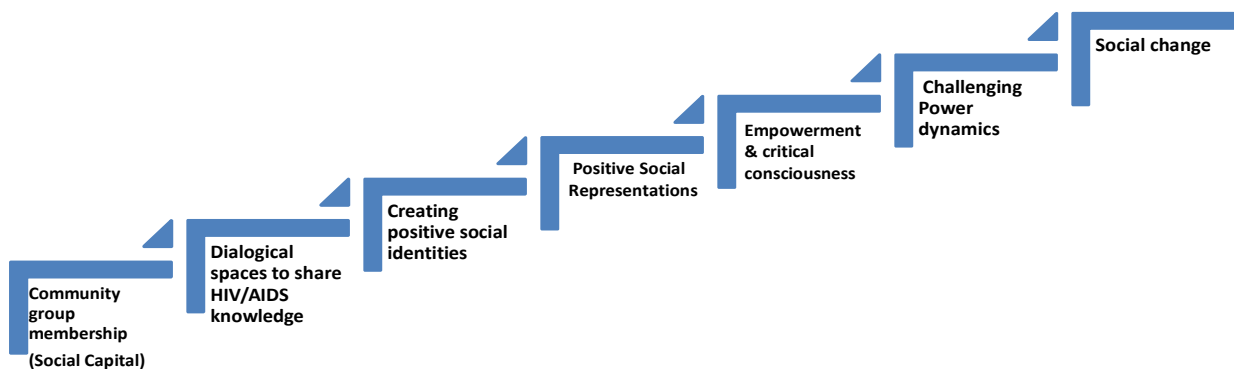 Community
group
membership
(Social Capital)
Dialogical
spaces to share
HIV/AIDS
knowledge
Creating
positive social
identities
Positive Social
Representations
Empowerment
& critical
consciousness
Challenging
Power
dynamics
Social change